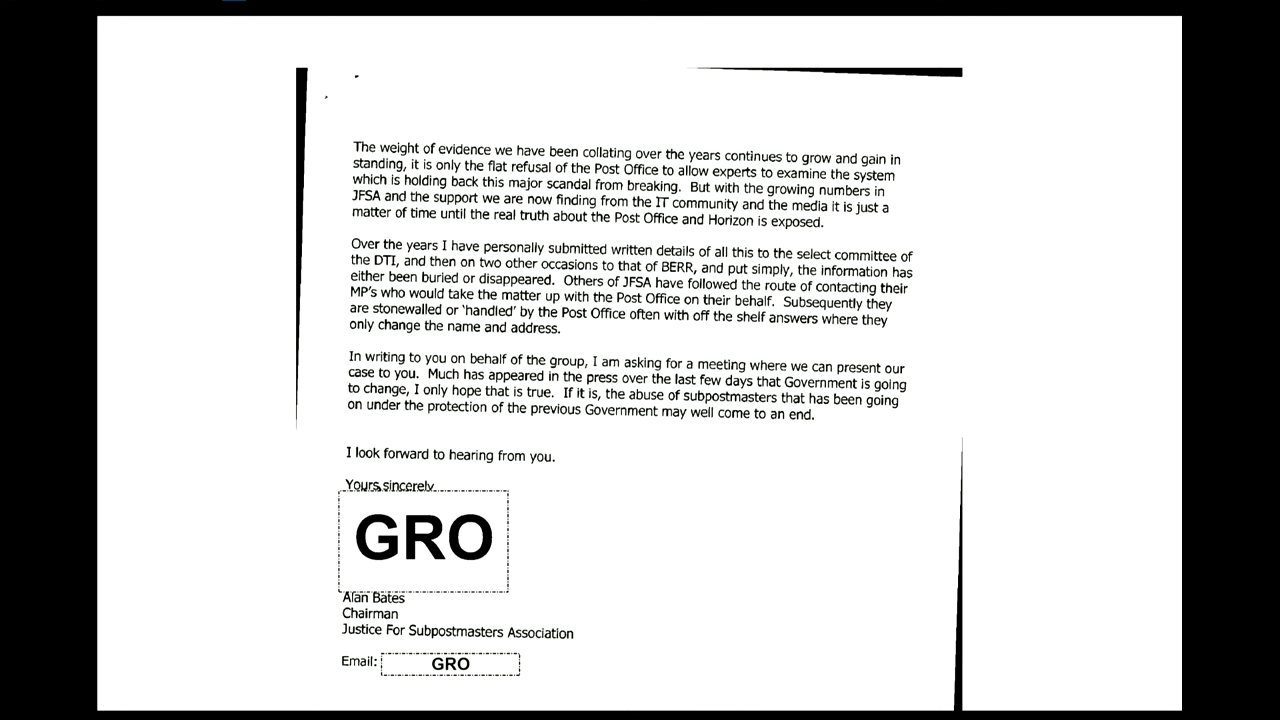 The weight of evidence we have been collating over the years continues to grow and gain in
standing, it is only the flat refusal of the Post Office to allow experts to examine the system
which is holding back this major scandal from breaking.  But with the growing numbers in
JFSA and the support we are now finding from the IT community and the media it is just a
matter of time until the real truth about the Post Office and Horizon is exposed.
Over the years I have personally submitted written details of all this to the select committee of
the DTI, and then on two other occasions to that of BERR, and put simply, the information has
either been buried or disappeared.  Others of JFSA have followed the route of contacting their
MP's who would take the matter up with the Post Office on their behalf.  Subsequently they
are stonewalled or 'handled' by the Post Office often with off the shelf answers where they
only change the name and address.
In writing to you on behalf of the group, I am asking for a meeting where we can present our
case to you.  Much has appeared in the press over the last few days that Government is going
to change, I only hope that is true.  If it is, the abuse of subpostmasters that has been going
on under the protection of the previous Government may well come to an end.
I look forward to hearing from you.
Yours sincerely
GRO
Alan Bates
Chairman
Justice For Subpostmasters Association
Email: GRO